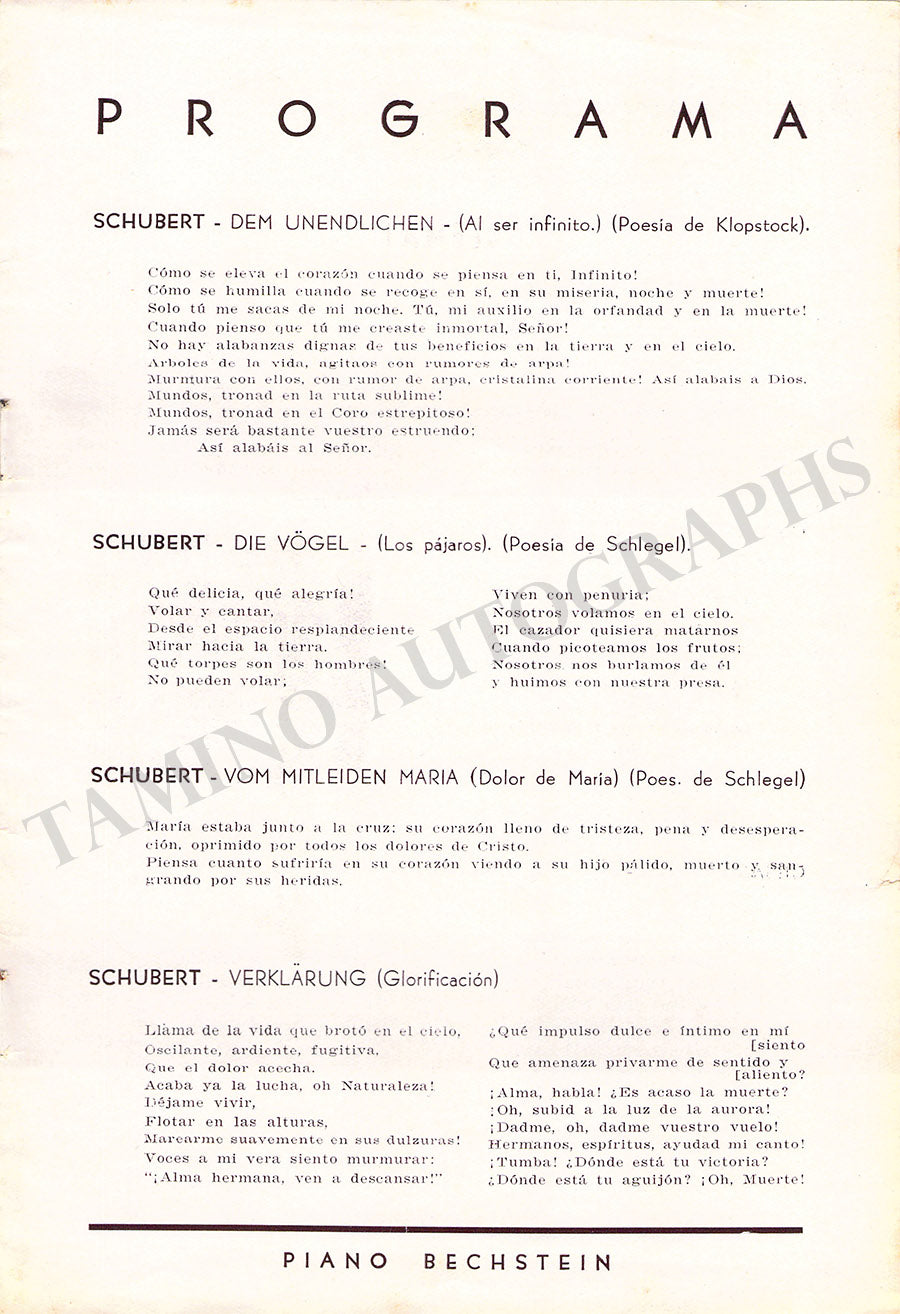 PROGRAMA
SCHUBERT - DEM UNENDLICHEN - (Al ser infinito.) (Poesía de Klopstock).
Cómo se eleva el corazón cuando se piensa en ti, Infinito!
Cómo se humilla cuando se recoge en sí, en su miseria, noche y muerte!
Solo tú me sacas de mi noche. Tú, mi auxilio en la orfandad y en la muerte!
Cuando pienso que tú me creaste inmortal, Señor!
No hay alabanzas dignas de tus beneficios en la tierra y en el cielo.
Arboles de la vida, agitaos con rumores de arpa!
Murntura con ellos, con rumor de arpa, cristalina corriente! Así alabais a Dios.
Mundos, tronad en la ruta sublime!
Mundos, tronad en el Coro estrepitoso!
Jamás será bastante vuestro estruendo:
Así alabáis al Señor.
SCHUBERT - DIE VÖGEL - (Los pájaros). (Poesía de Schlegel).
Qué delicia, qué alegría!
Volar y cantar,
Desde el espacio resplandeciente
Mirar hacia la tierra.
Qué torpes son los hombres!
No pueden volar;
Viven con penuria;
Nosotros volamos en el cielo.
El cazador quisiera matarnos
Cuando picoteamos los frutos;
Nosotros nos burlamos de él
y huimos con nuestra presa.
SCHUBERT - VOM MITLEIDEN MARIA (Dolor de María) (Poes. de Schlegel)
María estaba junto a la cruz; su corazón lleno de tristeza, pena y desespera-
ción, oprimido por todos los dolores de Cristo.
Piensa cuanto sufriría en su corazón viendo a su hijo pálido, muerto y san-
grando por sus heridas.
SCHUBERT - VERKLÄRUNG (Glorificación)
Llama de la vida que brotó en el cielo,
Oscilante, ardiente, fugitiva,
Que el dolor acecha.
Acaba ya la lucha, oh Naturaleza!
Déjame vivir,
Flotar en las alturas,
Marearme suavemente en sus dulzuras!
Voces a mi vera siento murmurar:
"¡Alma hermana, ven a descansar!"
¿Qué impulso dulce e íntimo en mí
[siento
Que amenaza privarme de sentido y
[aliento?
¡Alma, habla! ¿Es acaso la muerte?
¡Oh, subid a la luz de la aurora!
¡Dadme, oh, dadme vuestro vuelo!
Hermanos, espíritus, ayudad mi canto!
¡Tumba! ¿Dónde está tu victoria?
¿Dónde está tu aguijón? ¡Oh, Muerte!
PIANO BECHSTEIN
TAMINO AUTOGRAPHS